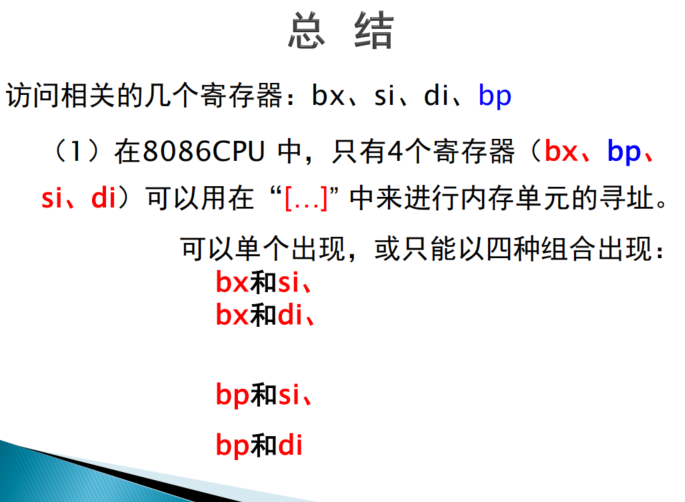 总 结
访问相关的几个寄存器：bx、si、di、bp
（1）在8086CPU 中，只有4个寄存器（bx、bp、
si、di）可以用在“[…]” 中来进行内存单元的寻址。
可以单个出现，或只能以四种组合出现：
bx和si、
bx和di、
bp和si、
bp和di